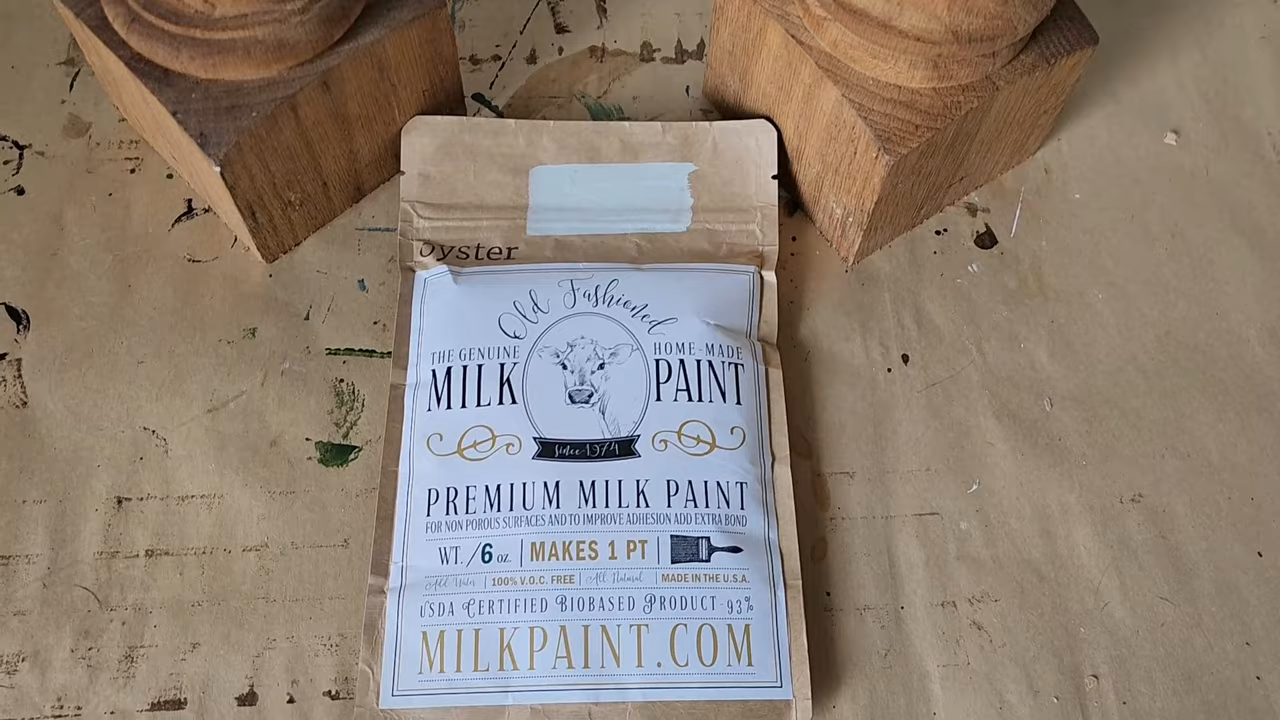 oyster
Old Fashioned
THE GENUINE HOME-MADE
MILK PAINT
since 1974
PREMIUM MILK PAINT
FOR NON POROUS SURFACES AND TO IMPROVE ADHESION ADD EXTRA BOND
WT. /6 oz. | MAKES 1 PT
Add Water | 100% V.O.C. FREE | All Natural | MADE IN THE U.S.A.
USDA CERTIFIED BIOBASED PRODUCT-93%
MILKPAINT.COM